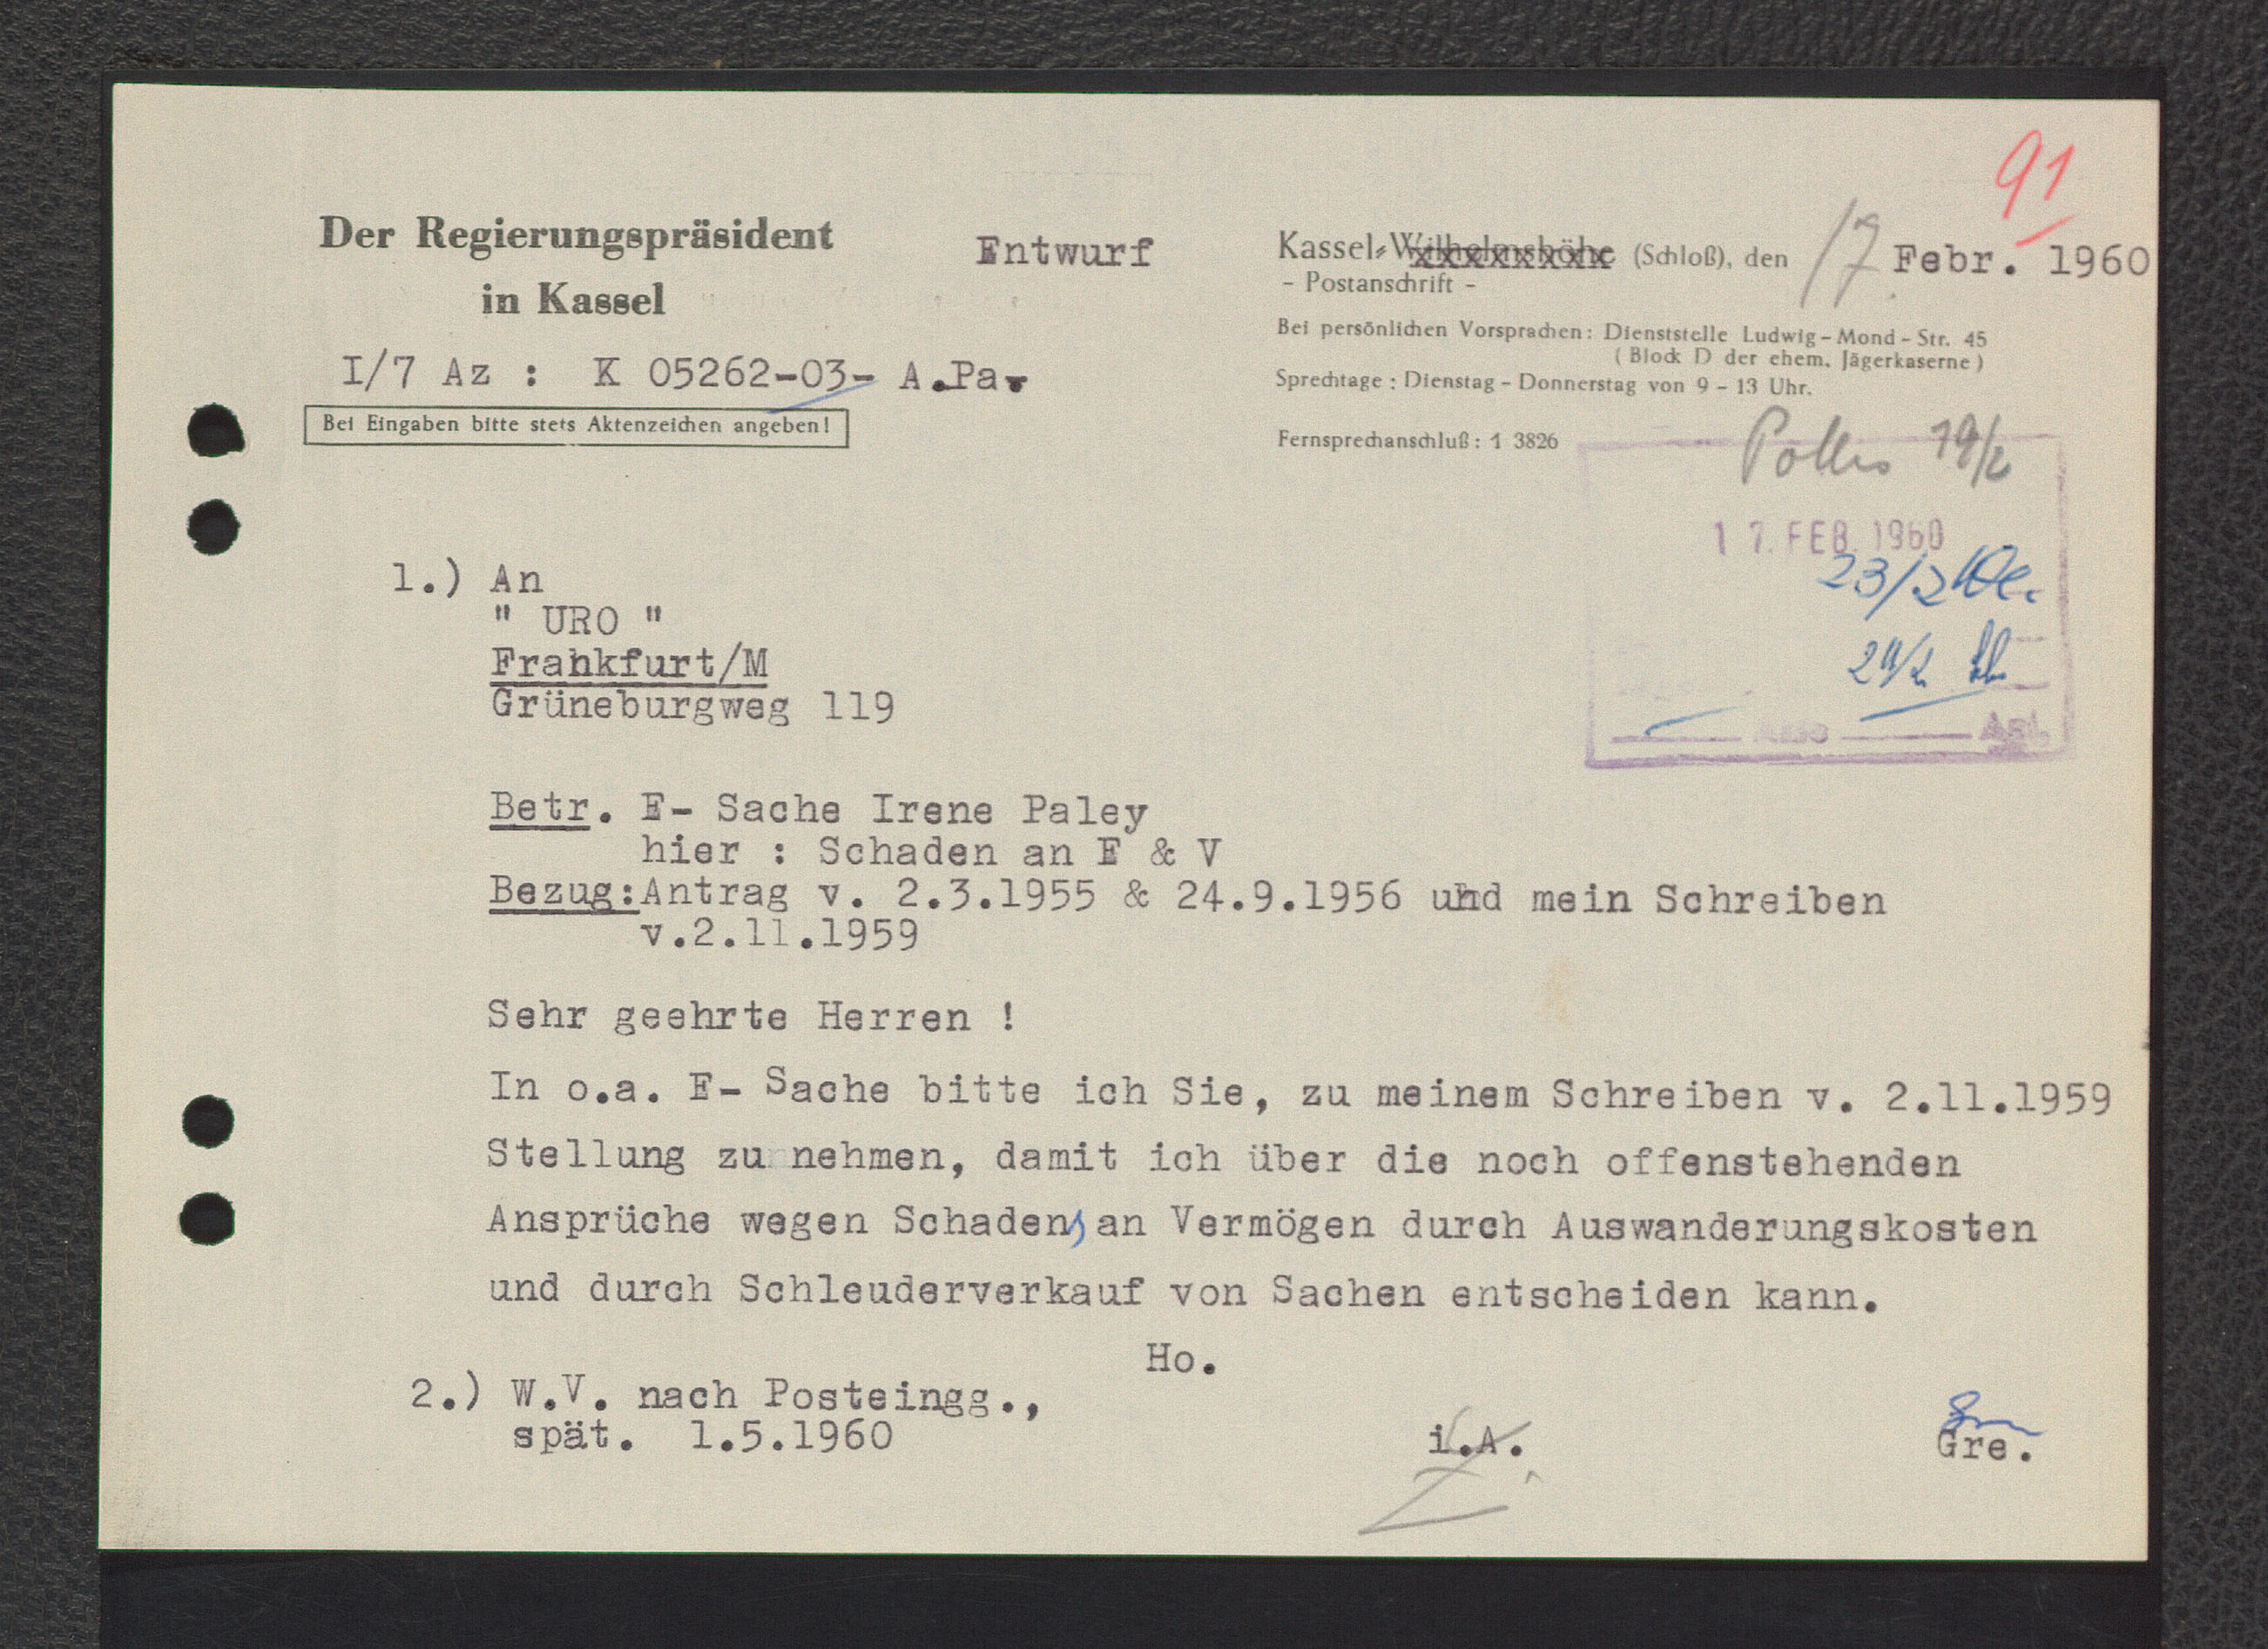 91
Der Regierungspräsident
in Kassel
Entwurf
Kassel-Wilhelmshöhe (Schloß), den 17 Febr. 1960
- Postanschrift -
Bei persönlichen Vorsprachen: Dienststelle Ludwig-Mond-Str. 45
(Block D der ehem. Jägerkaserne)
Sprechtage: Dienstag-Donnerstag von 9-13 Uhr.
Fernsprechanschluß: 1 3826
I/7 Az : K 05262-03- A.Pa.
Bei Eingaben bitte stets Aktenzeichen angeben!
19/2
17. FEB. 1960
23/2
1.) An
" URO "
Frankfurt/M
Grüneburgweg 119
Betr. E- Sache Irene Paley
hier : Schaden an E & V
Bezug: Antrag v. 2.3.1955 & 24.9.1956 und mein Schreiben
v.2.11.1959
Sehr geehrte Herren !
In o.a. E- Sache bitte ich Sie, zu meinem Schreiben v. 2.11.1959
Stellung zu nehmen, damit ich über die noch offenstehenden
Ansprüche wegen Schadens an Vermögen durch Auswanderungskosten
und durch Schleuderverkauf von Sachen entscheiden kann.
Ho.
2.) W.V. nach Posteingg.,
spät. 1.5.1960
i.A.
Gre.